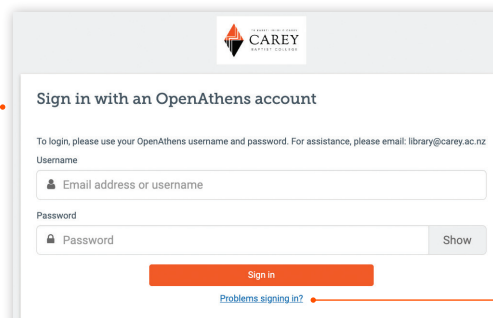 CAREY
BAPTIST COLLEGE
Sign in with an OpenAthens account
To login, please use your OpenAthens username and password. For assistance, please email: library@carey.ac.nz
Username
Email address or username
Password
Password
Show
Sign in
Problems signing in?